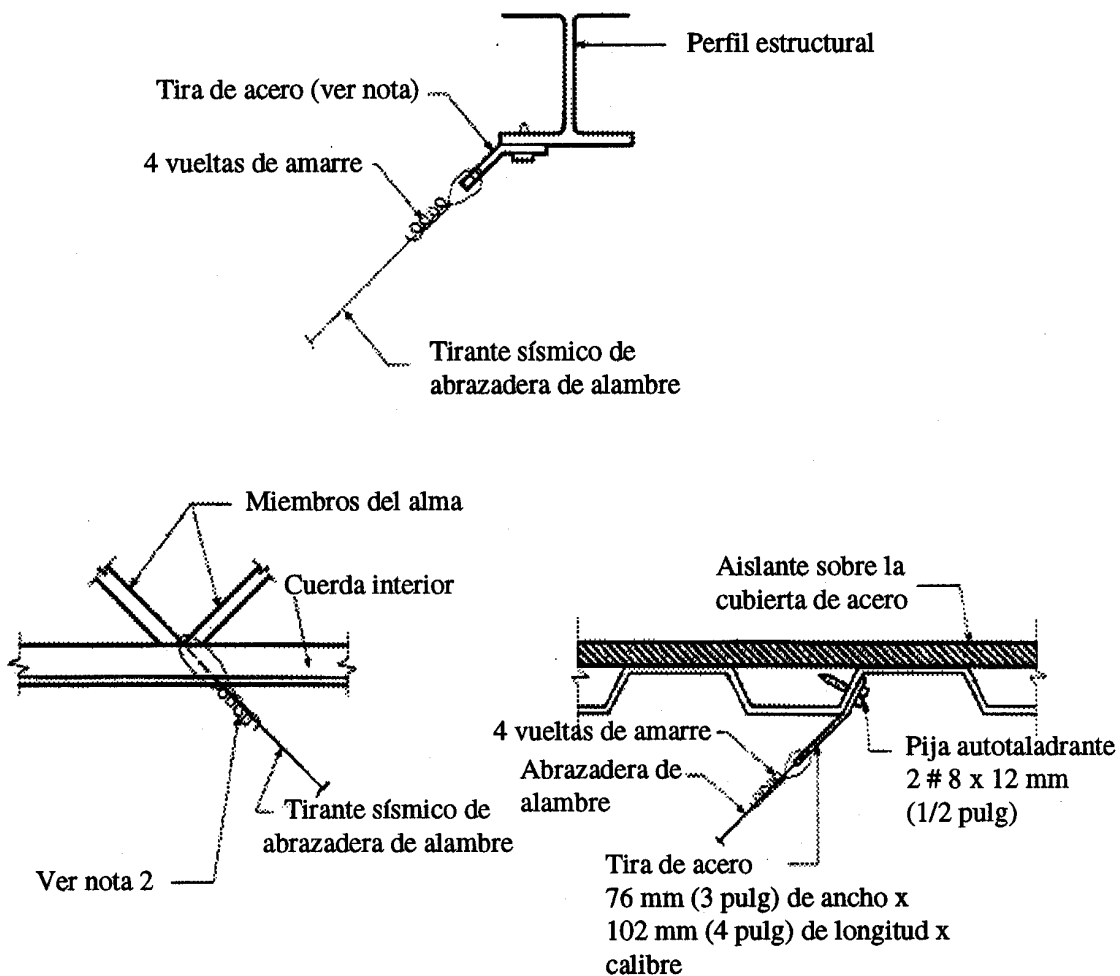 Perfil estructural
Tira de acero (ver nota)
4 vueltas de amarre
Tirante sísmico de
abrazadera de alambre
Miembros del alma
Cuerda interior
Tirante sísmico de
abrazadera de alambre
Ver nota 2
Aislante sobre la
cubierta de acero
4 vueltas de amarre
Abrazadera de
alambre
Pija autotaladrante
2 # 8 x 12 mm
(1/2 pulg)
Tira de acero
76 mm (3 pulg) de ancho x
102 mm (4 pulg) de longitud x
calibre